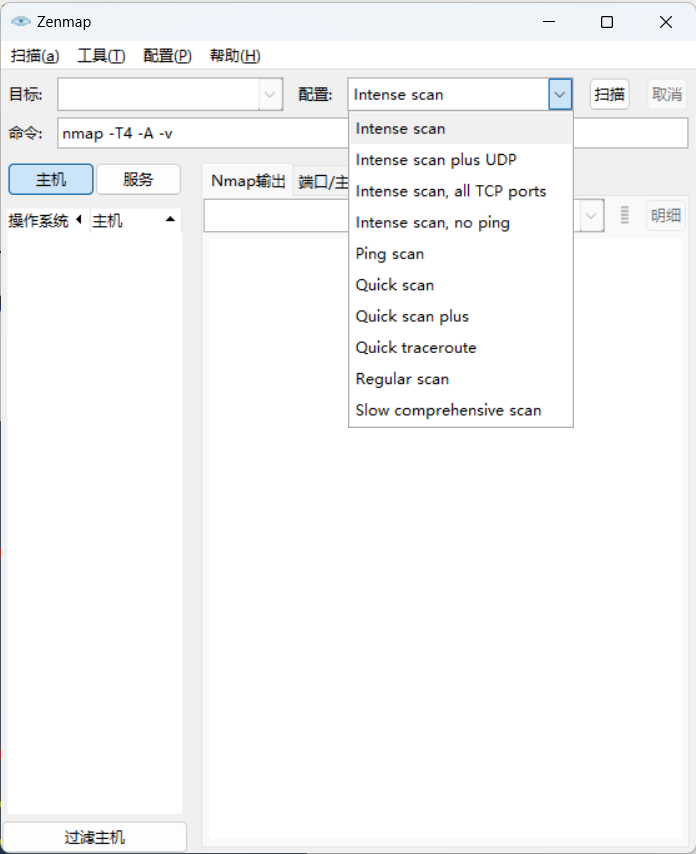 Zenmap
扫描(a) 工具(T) 配置(P) 帮助(H)
目标: 配置: Intense scan 扫描 取消
命令: nmap -T4 -A -v
Intense scan
Intense scan plus UDP
Intense scan, all TCP ports
Intense scan, no ping
Ping scan
Quick scan
Quick scan plus
Quick traceroute
Regular scan
Slow comprehensive scan
主机 服务
Nmap输出 端口/主
操作系统 主机
明细
过滤主机